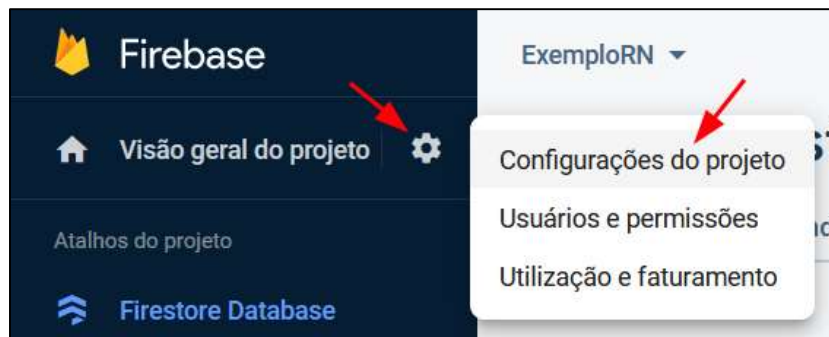 Firebase
ExemploRN
Visão geral do projeto
Configurações do projeto
Usuários e permissões
Atalhos do projeto
Utilização e faturamento
Firestore Database